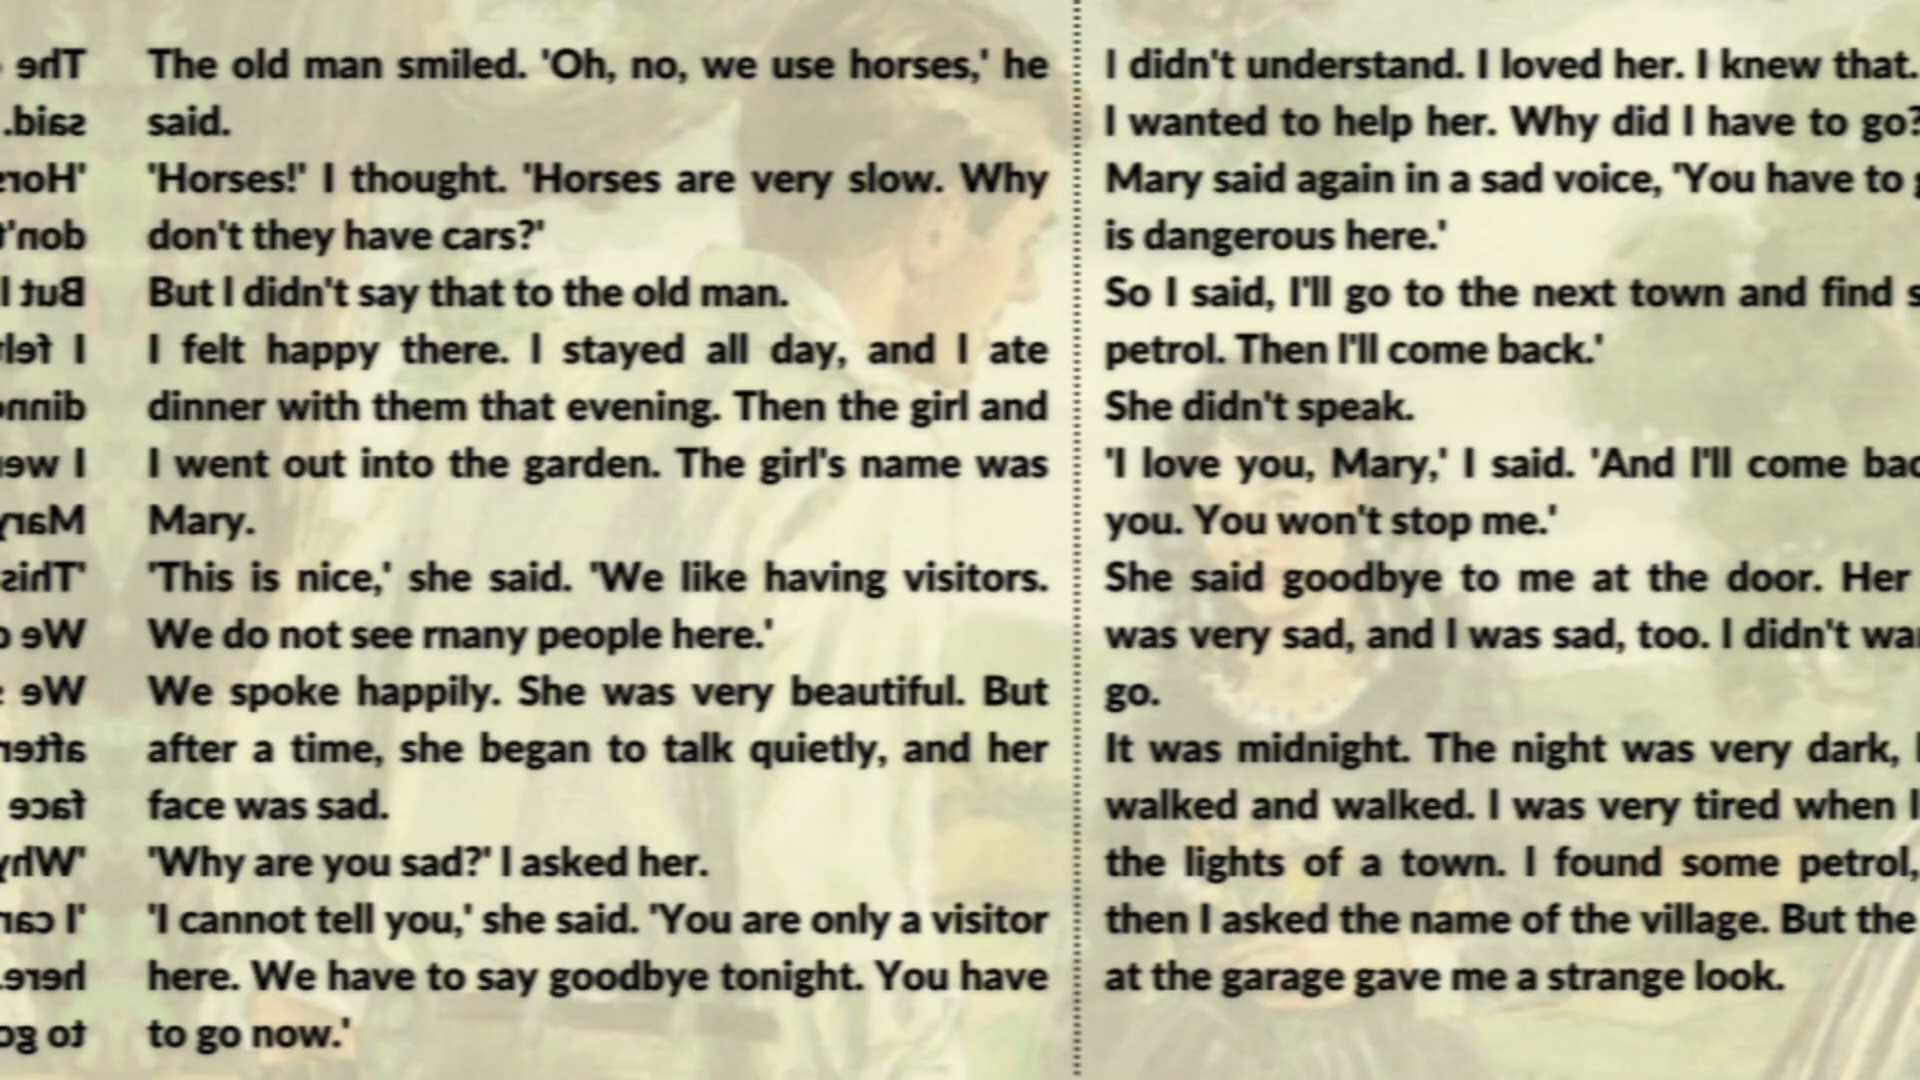 The old man smiled. 'Oh, no, we use horses,' he
said.
'Horses!' I thought. 'Horses are very slow. Why
don't they have cars?'
But I didn't say that to the old man.
I felt happy there. I stayed all day, and I ate
dinner with them that evening. Then the girl and
I went out into the garden. The girl's name was
Mary.
'This is nice,' she said. 'We like having visitors.
We do not see rnany people here.'
We spoke happily. She was very beautiful. But
after a time, she began to talk quietly, and her
face was sad.
'Why are you sad?' I asked her.
'I cannot tell you,' she said. 'You are only a visitor
here. We have to say goodbye tonight. You have
to go now.'
I didn't understand. I loved her. I knew that.
I wanted to help her. Why did I have to go?
Mary said again in a sad voice, 'You have to
is dangerous here.'
So I said, I'll go to the next town and find
petrol. Then I'll come back.'
She didn't speak.
'I love you, Mary,' I said. 'And I'll come
you. You won't stop me.'
She said goodbye to me at the door. Her
was very sad, and I was sad, too. I didn't
go.
It was midnight. The night was very dark,
walked and walked. I was very tired when I
the lights of a town. I found some petrol,
then I asked the name of the village. But the
at the garage gave me a strange look.